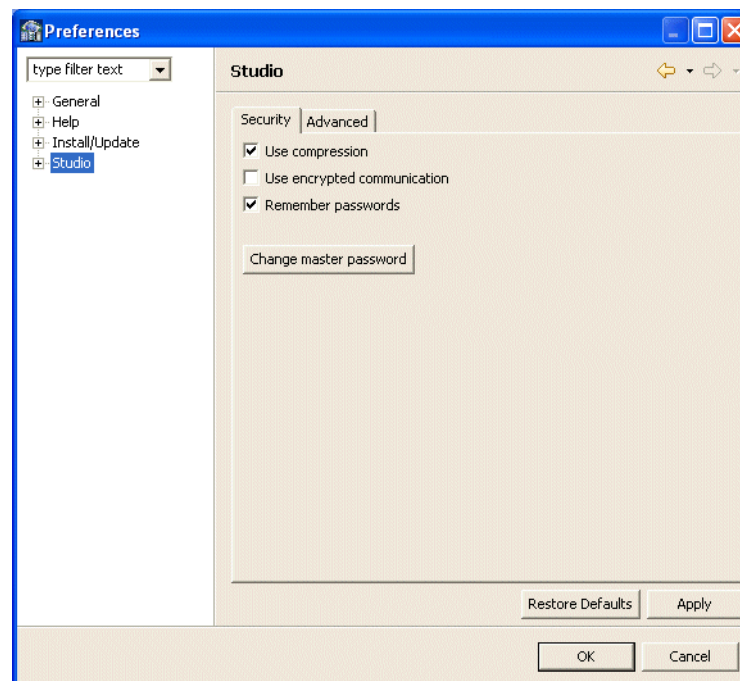 Preferences
type filter text
General
Help
Install/Update
Studio
Studio
Security
Advanced
Use compression
Use encrypted communication
Remember passwords
Change master password
Restore Defaults
Apply
OK
Cancel